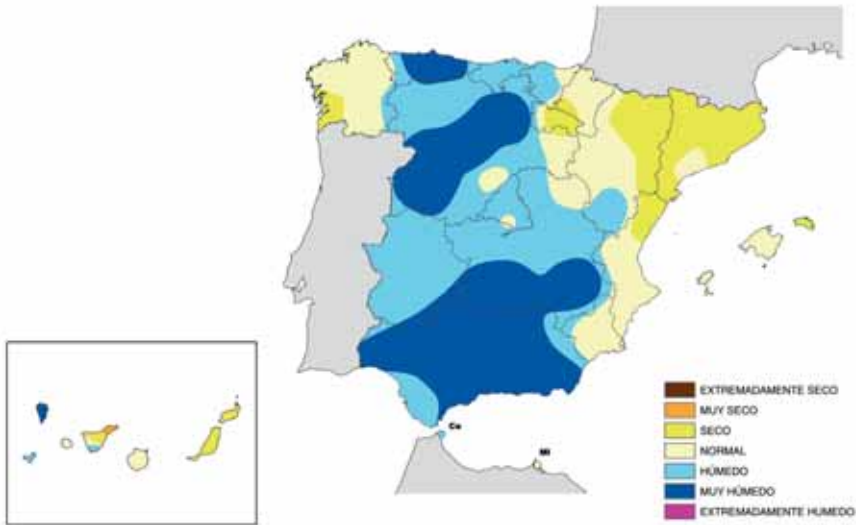 Ce
Ml
EXTREMADAMENTE SECO
MUY SECO
SECO
NORMAL
HÚMEDO
MUY HÚMEDO
EXTREMADAMENTE HUMEDO